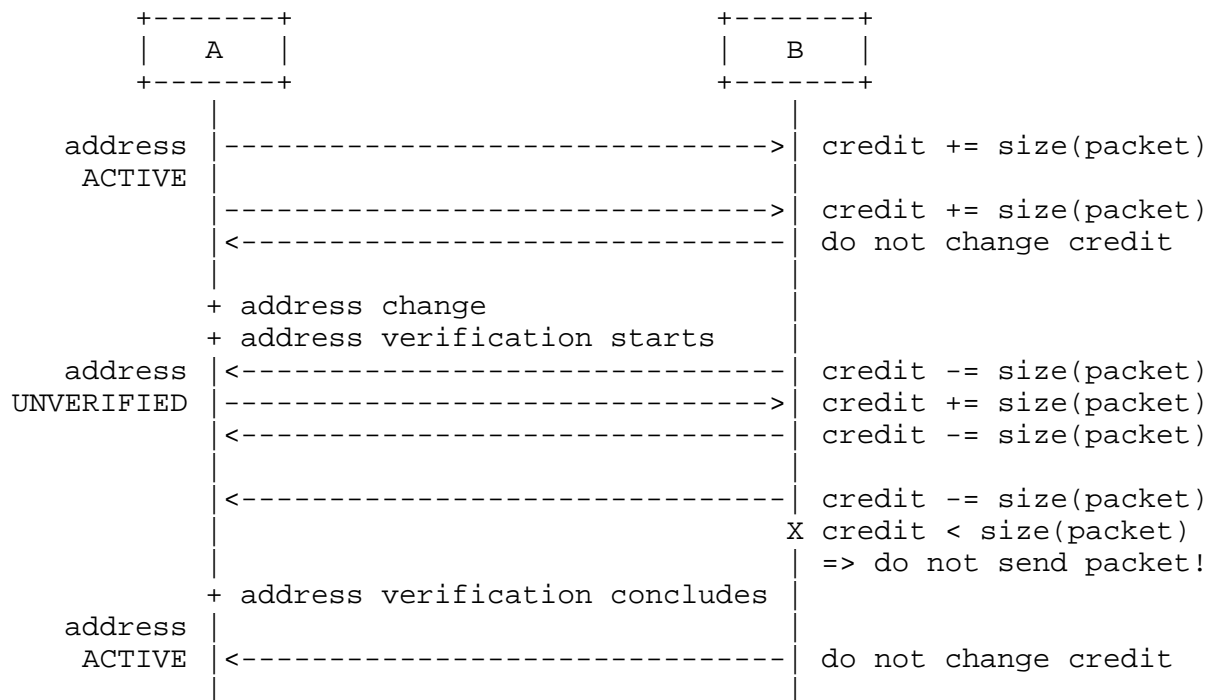 A B
address credit += size(packet)
ACTIVE
credit += size(packet)
do not change credit
+ address change
+ address verification starts
address credit -= size(packet)
UNVERIFIED credit += size(packet)
credit -= size(packet)
credit -= size(packet)
X credit < size(packet)
=> do not send packet!
+ address verification concludes
address
ACTIVE do not change credit